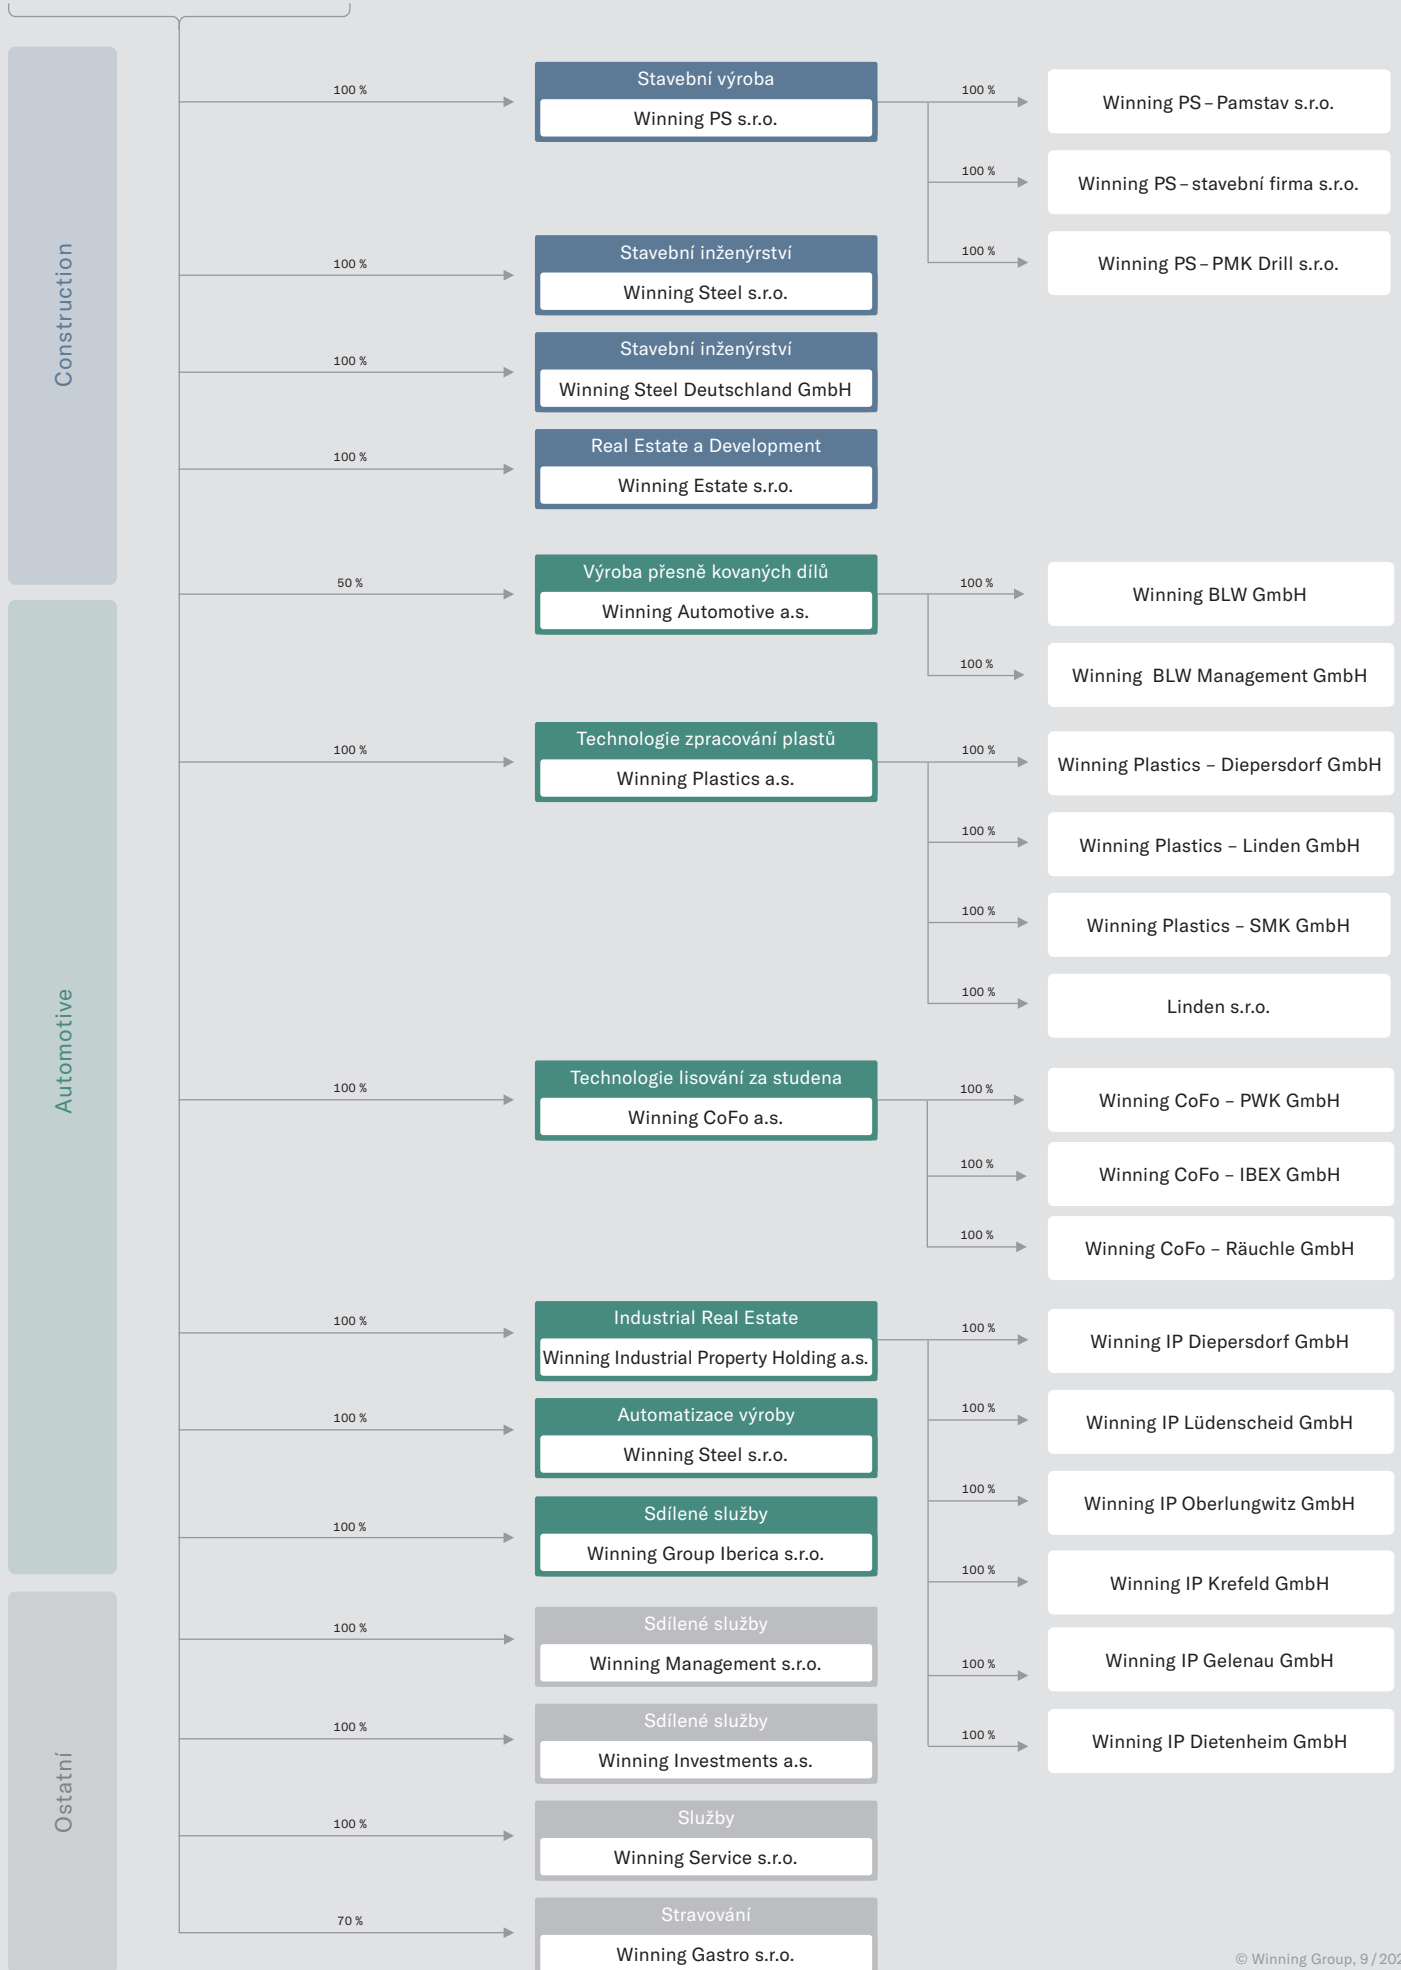 Construction
100 %
Stavební výroba
Winning PS s.r.o.
100 %
Winning PS – Pamstav s.r.o.
100 %
Winning PS – stavební firma s.r.o.
100 %
Winning PS – PMK Drill s.r.o.
100 %
Stavební inženýrství
Winning Steel s.r.o.
100 %
Stavební inženýrství
Winning Steel Deutschland GmbH
100 %
Real Estate a Development
Winning Estate s.r.o.
Automotive
50 %
Výroba přesně kovaných dílů
Winning Automotive a.s.
100 %
Winning BLW GmbH
100 %
Winning BLW Management GmbH
100 %
Technologie zpracování plastů
Winning Plastics a.s.
100 %
Winning Plastics – Diepersdorf GmbH
100 %
Winning Plastics – Linden GmbH
100 %
Winning Plastics – SMK GmbH
100 %
Linden s.r.o.
100 %
Technologie lisování za studena
Winning CoFo a.s.
100 %
Winning CoFo – PWK GmbH
100 %
Winning CoFo – IBEX GmbH
100 %
Winning CoFo – Räuchle GmbH
100 %
Industrial Real Estate
Winning Industrial Property Holding a.s.
100 %
Winning IP Diepersdorf GmbH
100 %
Winning IP Lüdenscheid GmbH
100 %
Winning IP Oberlungwitz GmbH
100 %
Winning IP Krefeld GmbH
100 %
Winning IP Gelenau GmbH
100 %
Winning IP Dietenheim GmbH
100 %
Automatizace výroby
Winning Steel s.r.o.
100 %
Sdílené služby
Winning Group Iberica s.r.o.
Ostatní
100 %
Sdílené služby
Winning Management s.r.o.
100 %
Sdílené služby
Winning Investments a.s.
100 %
Služby
Winning Service s.r.o.
70 %
Stravování
Winning Gastro s.r.o.
© Winning Group, 9 / 202